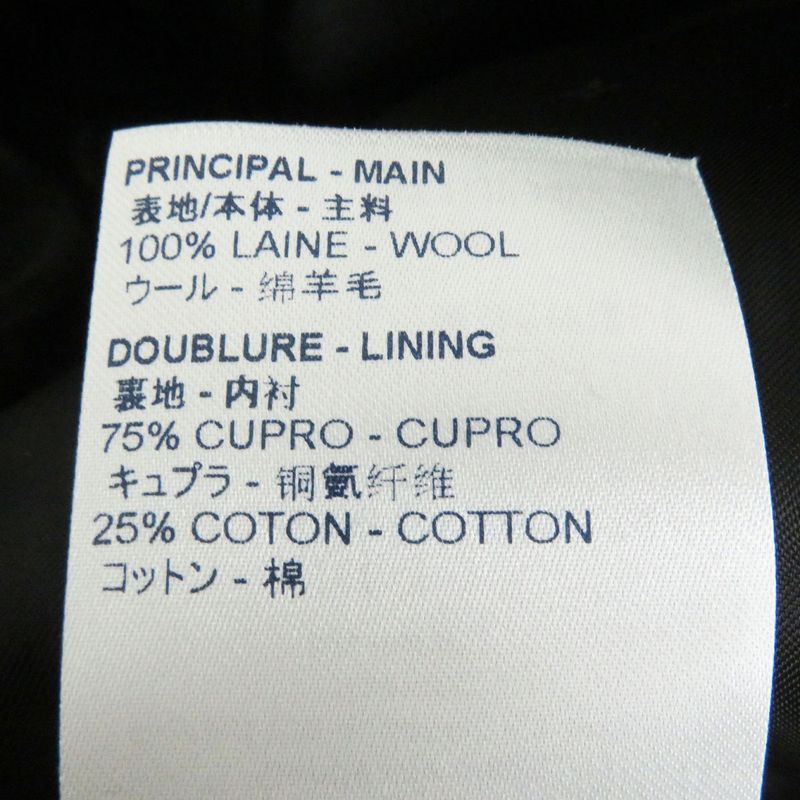 PRINCIPAL - MAIN
表地/本体 - 主料
100% LAINE - WOOL
ウール - 绵羊毛
DOUBLURE - LINING
裏地 - 内衬
75% CUPRO - CUPRO
キュプラ - 铜氨纤维
25% COTON - COTTON
コットン - 棉